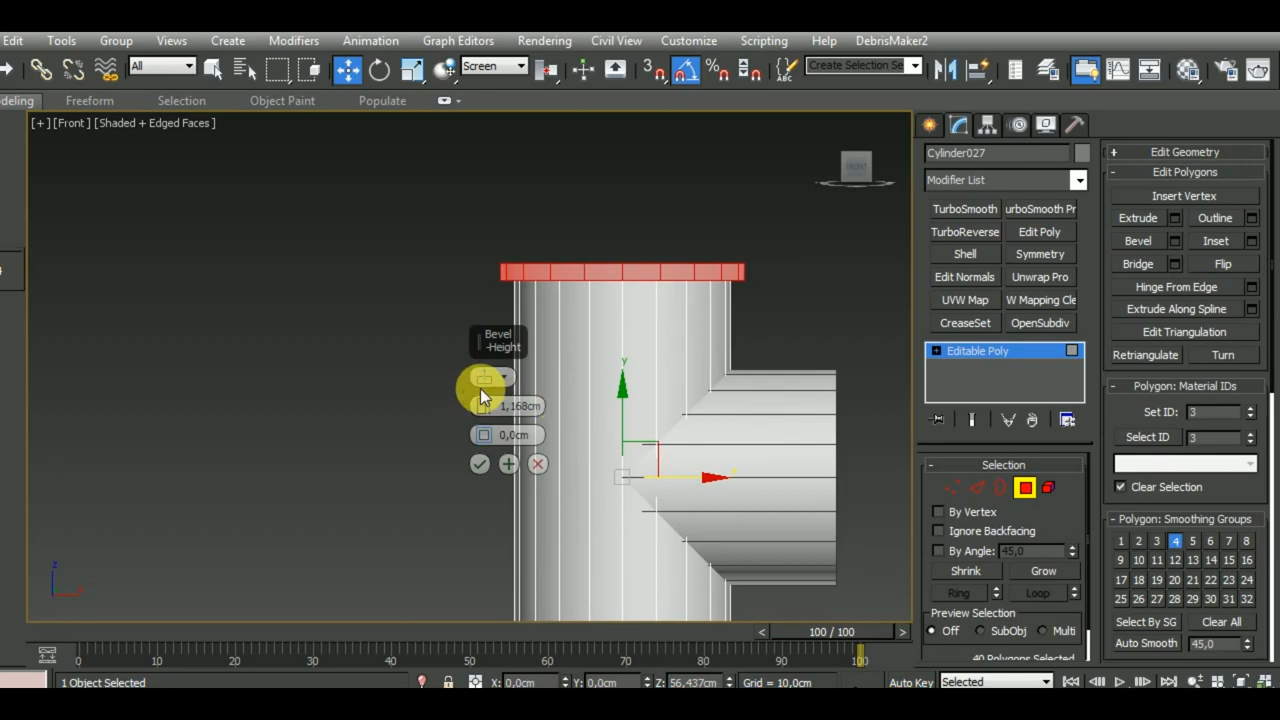 Edit Tools Group Views Create Modifiers Animation Graph Editors Rendering Civil View Customize Scripting Help DebrisMaker2
All Screen 3 % ABC Create Selection Se
deling Freeform Selection Object Paint Populate
[+] [Front ] [Shaded + Edged Faces ]
FRONT
Cylinder027
Modifier List
TurboSmooth urboSmooth Pr
TurboReverse Edit Poly
Shell Symmetry
Edit Normals Unwrap Pro
UVW Map W Mapping Cle
CreaseSet OpenSubdiv
+ Editable Poly
- Selection
By Vertex
Ignore Backfacing
By Angle: 45,0
Shrink Grow
Ring Loop
Preview Selection
Off SubObj Multi
40 Polygons Selected
+ Edit Geometry
- Edit Polygons
Insert Vertex
Extrude Outline
Bevel Inset
Bridge Flip
Hinge From Edge
Extrude Along Spline
Edit Triangulation
Retriangulate Turn
- Polygon: Material IDs
Set ID: 3
Select ID 3
Clear Selection
- Polygon: Smoothing Groups
1 2 3 4 5 6 7 8
9 10 11 12 13 14 15 16
17 18 19 20 21 22 23 24
25 26 27 28 29 30 31 32
Select By SG Clear All
Auto Smooth 45,0
Bevel
-Height
1,168cm
0,0cm
y
z
< 100 / 100 >
0 10 20 30 40 50 60 70 80 90 100
1 Object Selected X: 0,0cm Y: 0,0cm Z: 56,437cm Grid = 10,0cm Auto Key Selected